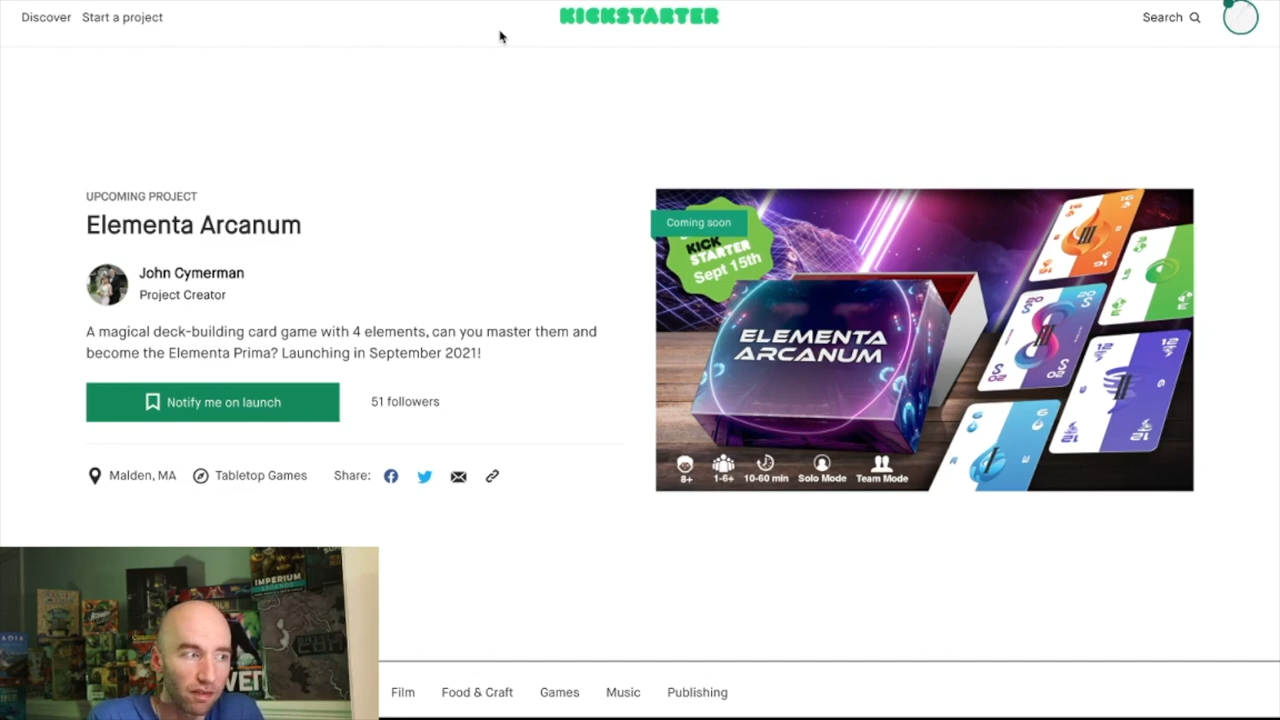 Discover Start a project
KICKSTARTER
Search
UPCOMING PROJECT
Elementa Arcanum
John Cymerman
Project Creator
A magical deck-building card game with 4 elements, can you master them and
become the Elementa Prima? Launching in September 2021!
Notify me on launch
51 followers
Malden, MA
Tabletop Games
Share:
Coming soon
KICK
STARTER
Sept 15th
ELEMENTA
ARCANUM
8+
1-6+
10-60 min
Solo Mode
Team Mode
16
III
IMPERIUM
Film
Food & Craft
Games
Music
Publishing